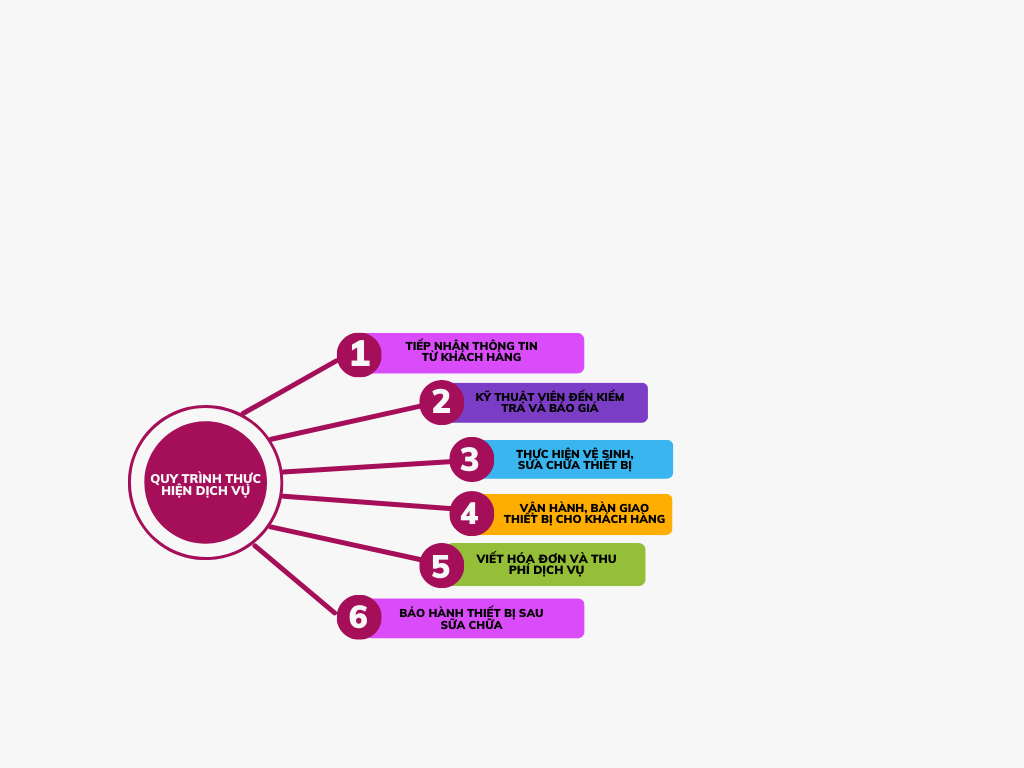 QUY TRÌNH THỰC
HIỆN DỊCH VỤ
1
TIẾP NHẬN THÔNG TIN
TỪ KHÁCH HÀNG
2
KỸ THUẬT VIÊN ĐẾN KIỂM
TRA VÀ BÁO GIÁ
3
THỰC HIỆN VỆ SINH,
SỬA CHỮA THIẾT BỊ
4
VẬN HÀNH, BÀN GIAO
THIẾT BỊ CHO KHÁCH HÀNG
5
VIẾT HÓA ĐƠN VÀ THU
PHÍ DỊCH VỤ
6
BẢO HÀNH THIẾT BỊ SAU
SỬA CHỮA